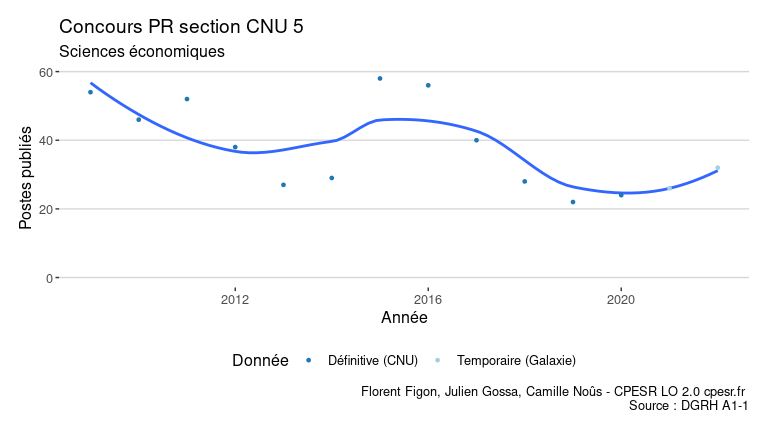 Concours PR section CNU 5
Sciences économiques
60
40
20
0
Postes publiés
2012 2016 2020
Année
Donnée Définitive (CNU) Temporaire (Galaxie)
Florent Figon, Julien Gossa, Camille Noûs - CPESR LO 2.0 cpesr.fr
Source : DGRH A1-1